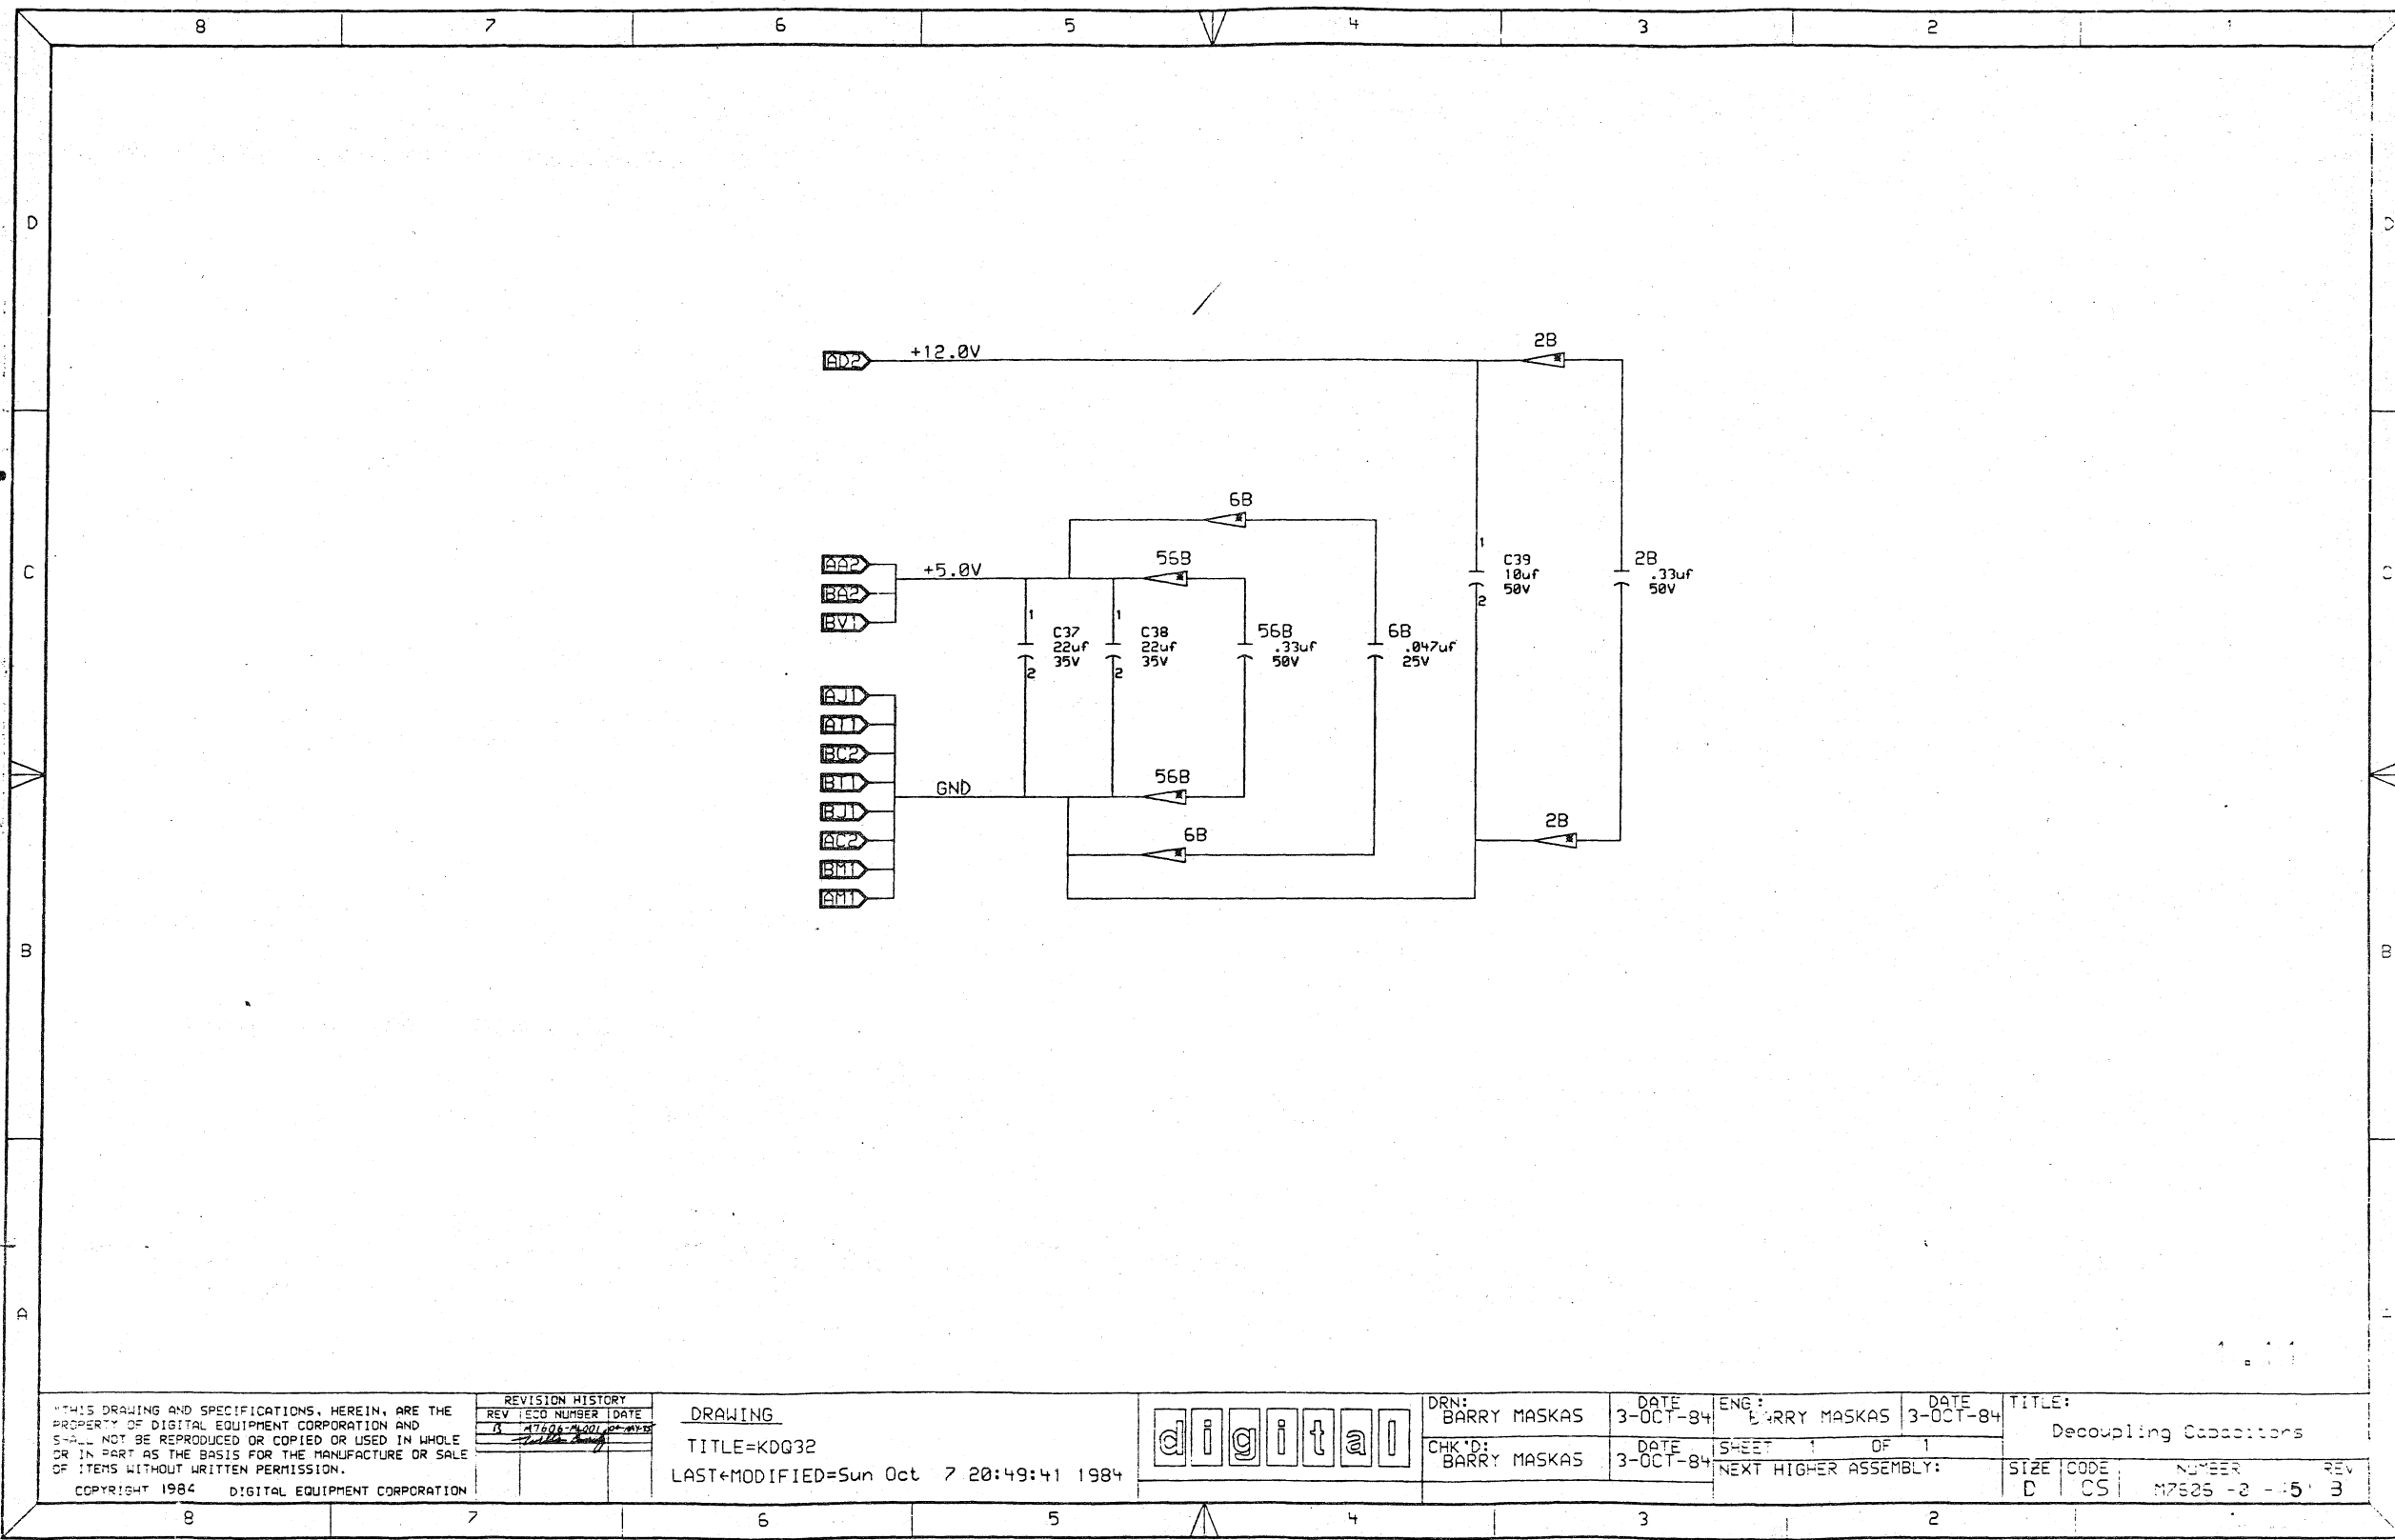 8 7 6 5 4 3 2
D
2B
AD2 +12.0V
6B
56B
C
AA2 +5.0V
BA2
BV1
1
C39
10uf
50V
2
2B
.33uf
50V
1
C37
22uf
35V
2
1
C38
22uf
35V
2
56B
.33uf
50V
6B
.047uf
25V
AJ1
AT1
BC2
BT1
56B
GND
BJ1
AC2
6B
2B
BM1
AM1
B B
A
"THIS DRAWING AND SPECIFICATIONS, HEREIN, ARE THE
PROPERTY OF DIGITAL EQUIPMENT CORPORATION AND
SHALL NOT BE REPRODUCED OR COPIED OR USED IN WHOLE
OR IN PART AS THE BASIS FOR THE MANUFACTURE OR SALE
OF ITEMS WITHOUT WRITTEN PERMISSION.
COPYRIGHT 1984 DIGITAL EQUIPMENT CORPORATION
REVISION HISTORY
REV ECO NUMBER DATE
B
DRAWING
TITLE=KDQ32
LAST←MODIFIED=Sun Oct 7 20:49:41 1984
digital
DRN:
BARRY MASKAS
DATE
3-OCT-84
ENG:
BARRY MASKAS
DATE
3-OCT-84
CHK'D:
BARRY MASKAS
DATE
3-OCT-84
SHEET 1 OF 1
NEXT HIGHER ASSEMBLY:
TITLE:
Decoupling Capacitors
SIZE CODE NUMBER REV
D CS
8 7 6 5 4 3 2